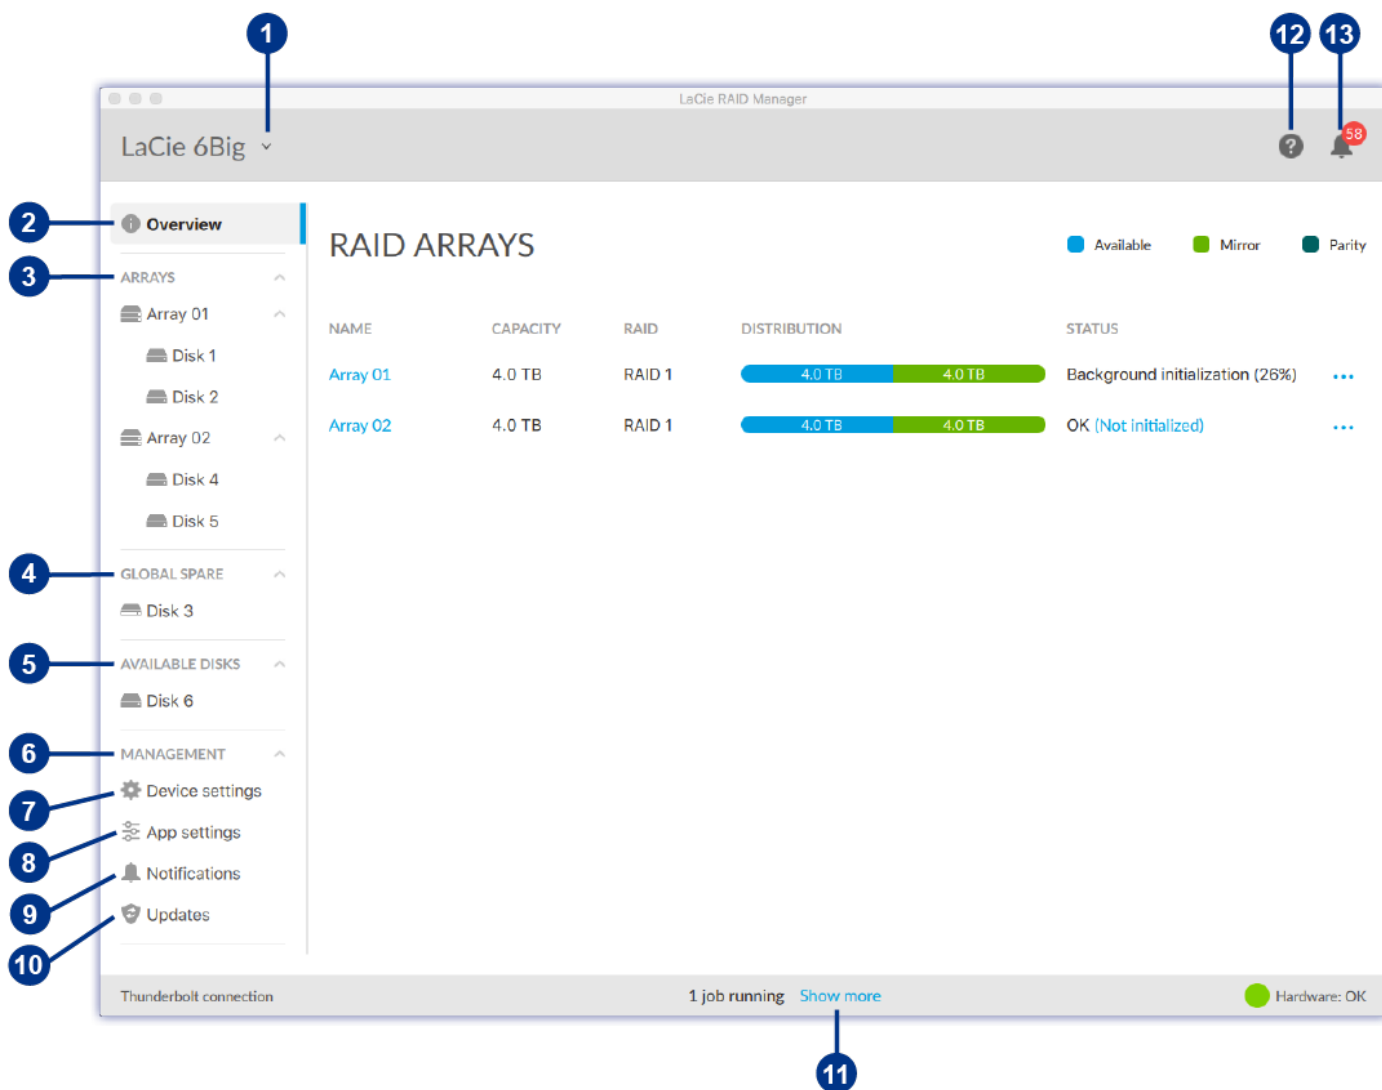 1 12 13
LaCie RAID Manager
LaCie 6Big
58
2 Overview
RAID ARRAYS
Available Mirror Parity
3 ARRAYS
Array 01
Disk 1
Disk 2
Array 02
Disk 4
Disk 5
NAME CAPACITY RAID DISTRIBUTION STATUS
Array 01 4.0 TB RAID 1 4.0 TB 4.0 TB Background initialization (26%) ...
Array 02 4.0 TB RAID 1 4.0 TB 4.0 TB OK (Not initialized) ...
4 GLOBAL SPARE
Disk 3
5 AVAILABLE DISKS
Disk 6
6 MANAGEMENT
7 Device settings
8 App settings
9 Notifications
10 Updates
Thunderbolt connection 1 job running Show more Hardware: OK
11